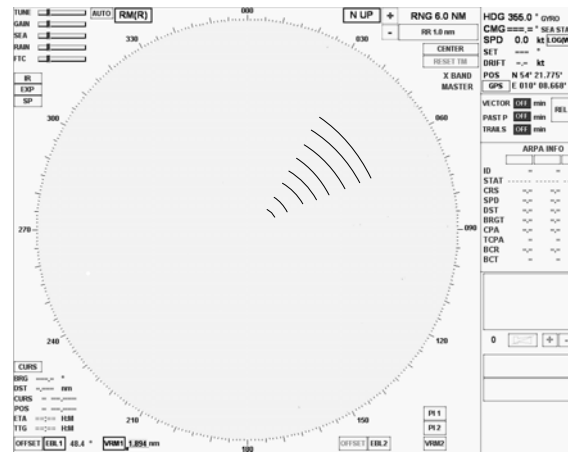 TUNE
GAIN
SEA
RAIN
FTC
AUTO RM(R)
000
N UP + RNG 6.0 NM
- RR 1.0 nm
CENTER
RESET TM
X BAND
MASTER
IR
EXP
SP
330
030
300
060
270
090
240
120
210
150
180
HDG 355.0 ° GYRO
CMG ===.= ° SEA STA
SPD 0.0 kt LOG(W
SET --- °
DRIFT -.- kt
POS N 54° 21.775'
GPS E 010° 08.668'
VECTOR OFF min
PAST P OFF min
TRAILS OFF min
REL
ARPA INFO
ID
STAT
CRS
SPD
DST
BRGT
CPA
TCPA
BCR
BCT
0 + -
CURS
BRG ---.- °
DST -.--- nm
CURS
POS
ETA --:-- H:M
TTG --:-- H:M
OFFSET EBL1 48.4 ° VRM1 1.894 nm
PI 1
PI 2
OFFSET EBL2 VRM2